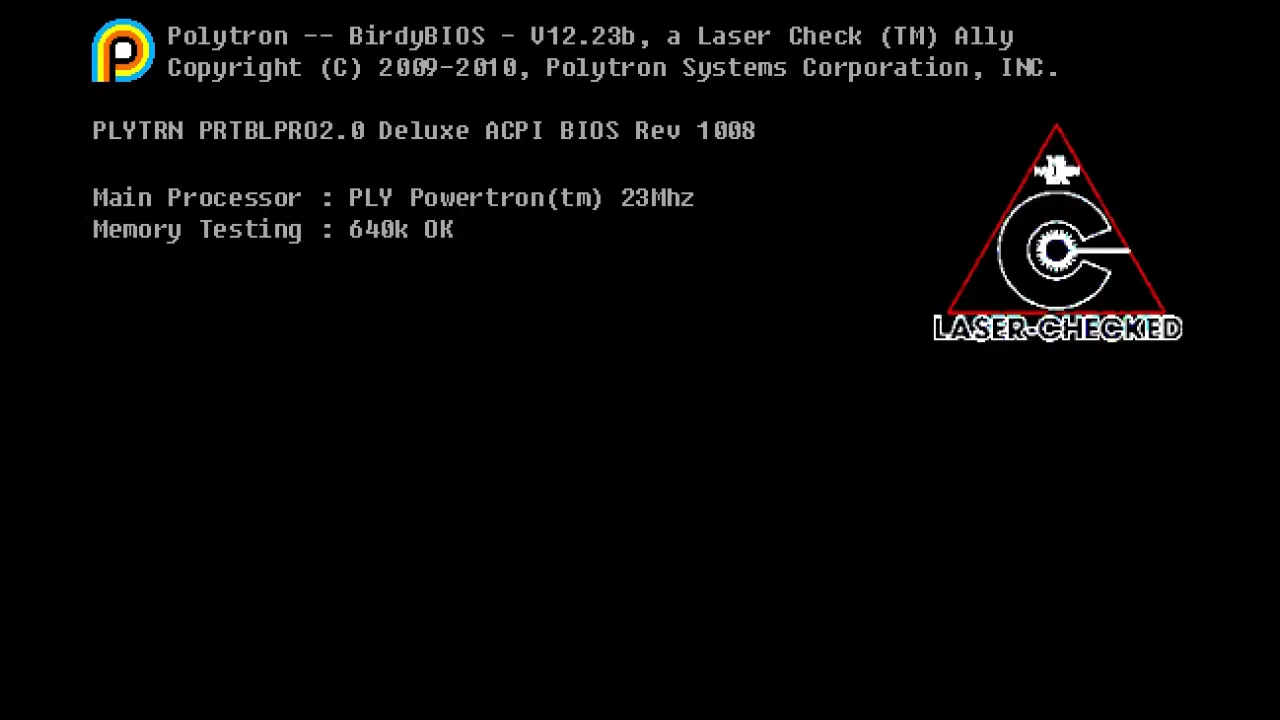 Polytron -- BirdyBIOS - V12.23b, a Laser Check (TM) Ally
Copyright (C) 2009-2010, Polytron Systems Corporation, INC.
PLYTRN PRTBLPRO2.0 Deluxe ACPI BIOS Rev 1008
Main Processor : PLY Powertron(tm) 23Mhz
Memory Testing : 640k OK
LASER-CHECKED